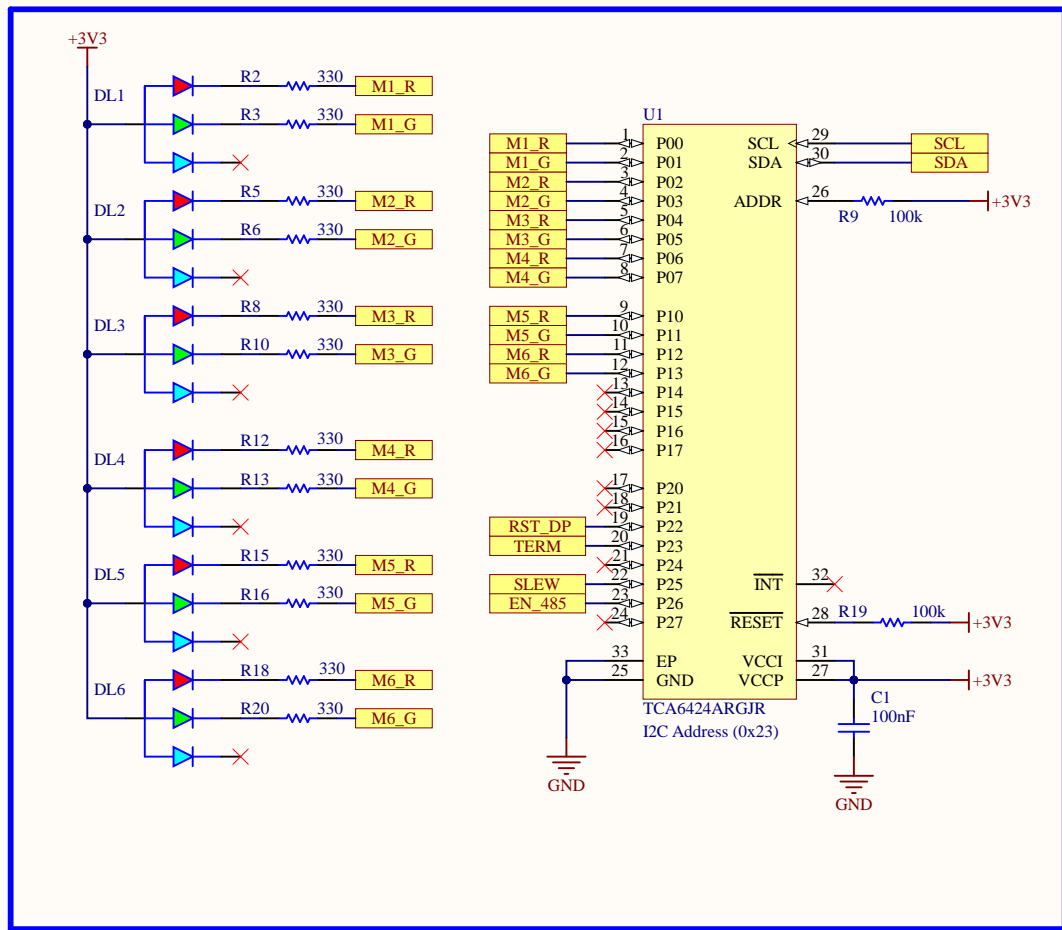 +3V3
DL1
R2 330 M1_R
R3 330 M1_G
DL2
R5 330 M2_R
R6 330 M2_G
DL3
R8 330 M3_R
R10 330 M3_G
DL4
R12 330 M4_R
R13 330 M4_G
DL5
R15 330 M5_R
R16 330 M5_G
DL6
R18 330 M6_R
R20 330 M6_G
U1
M1_R 1 P00
M1_G 2 P01
M2_R 3 P02
M2_G 4 P03
M3_R 5 P04
M3_G 6 P05
M4_R 7 P06
M4_G 8 P07
M5_R 9 P10
M5_G 10 P11
M6_R 11 P12
M6_G 12 P13
13 P14
14 P15
15 P16
16 P17
17 P20
18 P21
RST_DP 19 P22
TERM 20 P23
21 P24
SLEW 22 P25
EN_485 23 P26
24 P27
33 EP
25 GND
GND
SCL 29 SCL
SDA 30 SDA
ADDR 26 R9 100k +3V3
INT 32
RESET 28 R19 100k +3V3
VCCI 31
VCCP 27 +3V3
C1
100nF
GND
TCA6424ARGJR
I2C Address (0x23)